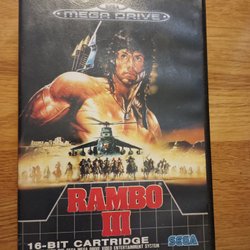 MEGA DRIVE
RAMBO
III
16-BIT CARTRIDGE
SEGA